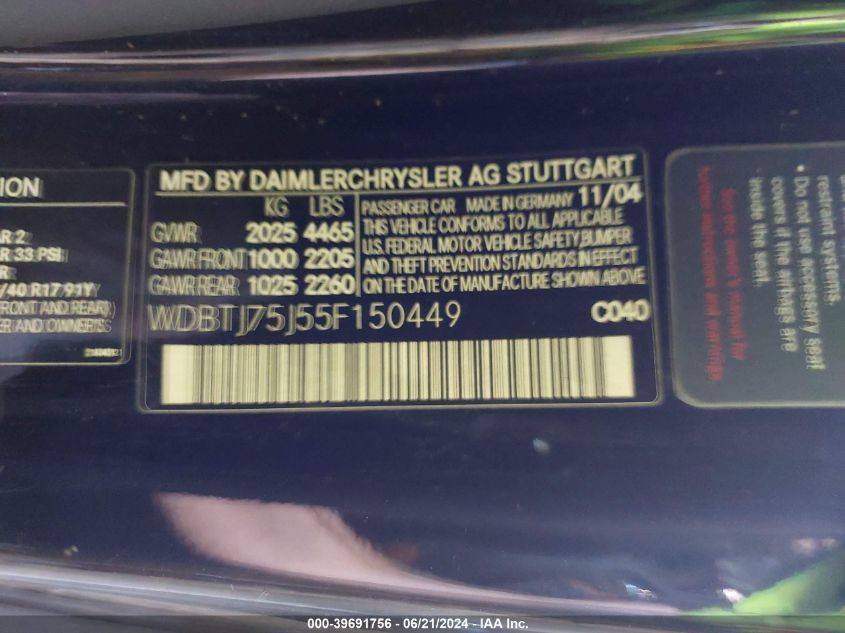 MFD BY DAIMLERCHRYSLER AG STUTTGART
KG LBS
GVWR 2025 4465
GAWR FRONT 1000 2205
GAWR REAR 1025 2260
PASSENGER CAR MADE IN GERMANY 11/04
THIS VEHICLE CONFORMS TO ALL APPLICABLE
U.S. FEDERAL MOTOR VEHICLE SAFETY, BUMPER
AND THEFT PREVENTION STANDARDS IN EFFECT
ON THE DATE OF MANUFACTURE SHOWN ABOVE
WDBTJ75J55F150449 C040
ION
R 2
R 33 PSI
R
/40 R17 91Y
FRONT AND REAR)
ER AND OWNER'S
restraint systems.
• Do not use accessory seat
covers if the airbags are
inside the seat.
See the owner's manual for
further instructions and warnings
000-39691756 - 06/21/2024 - IAA Inc.